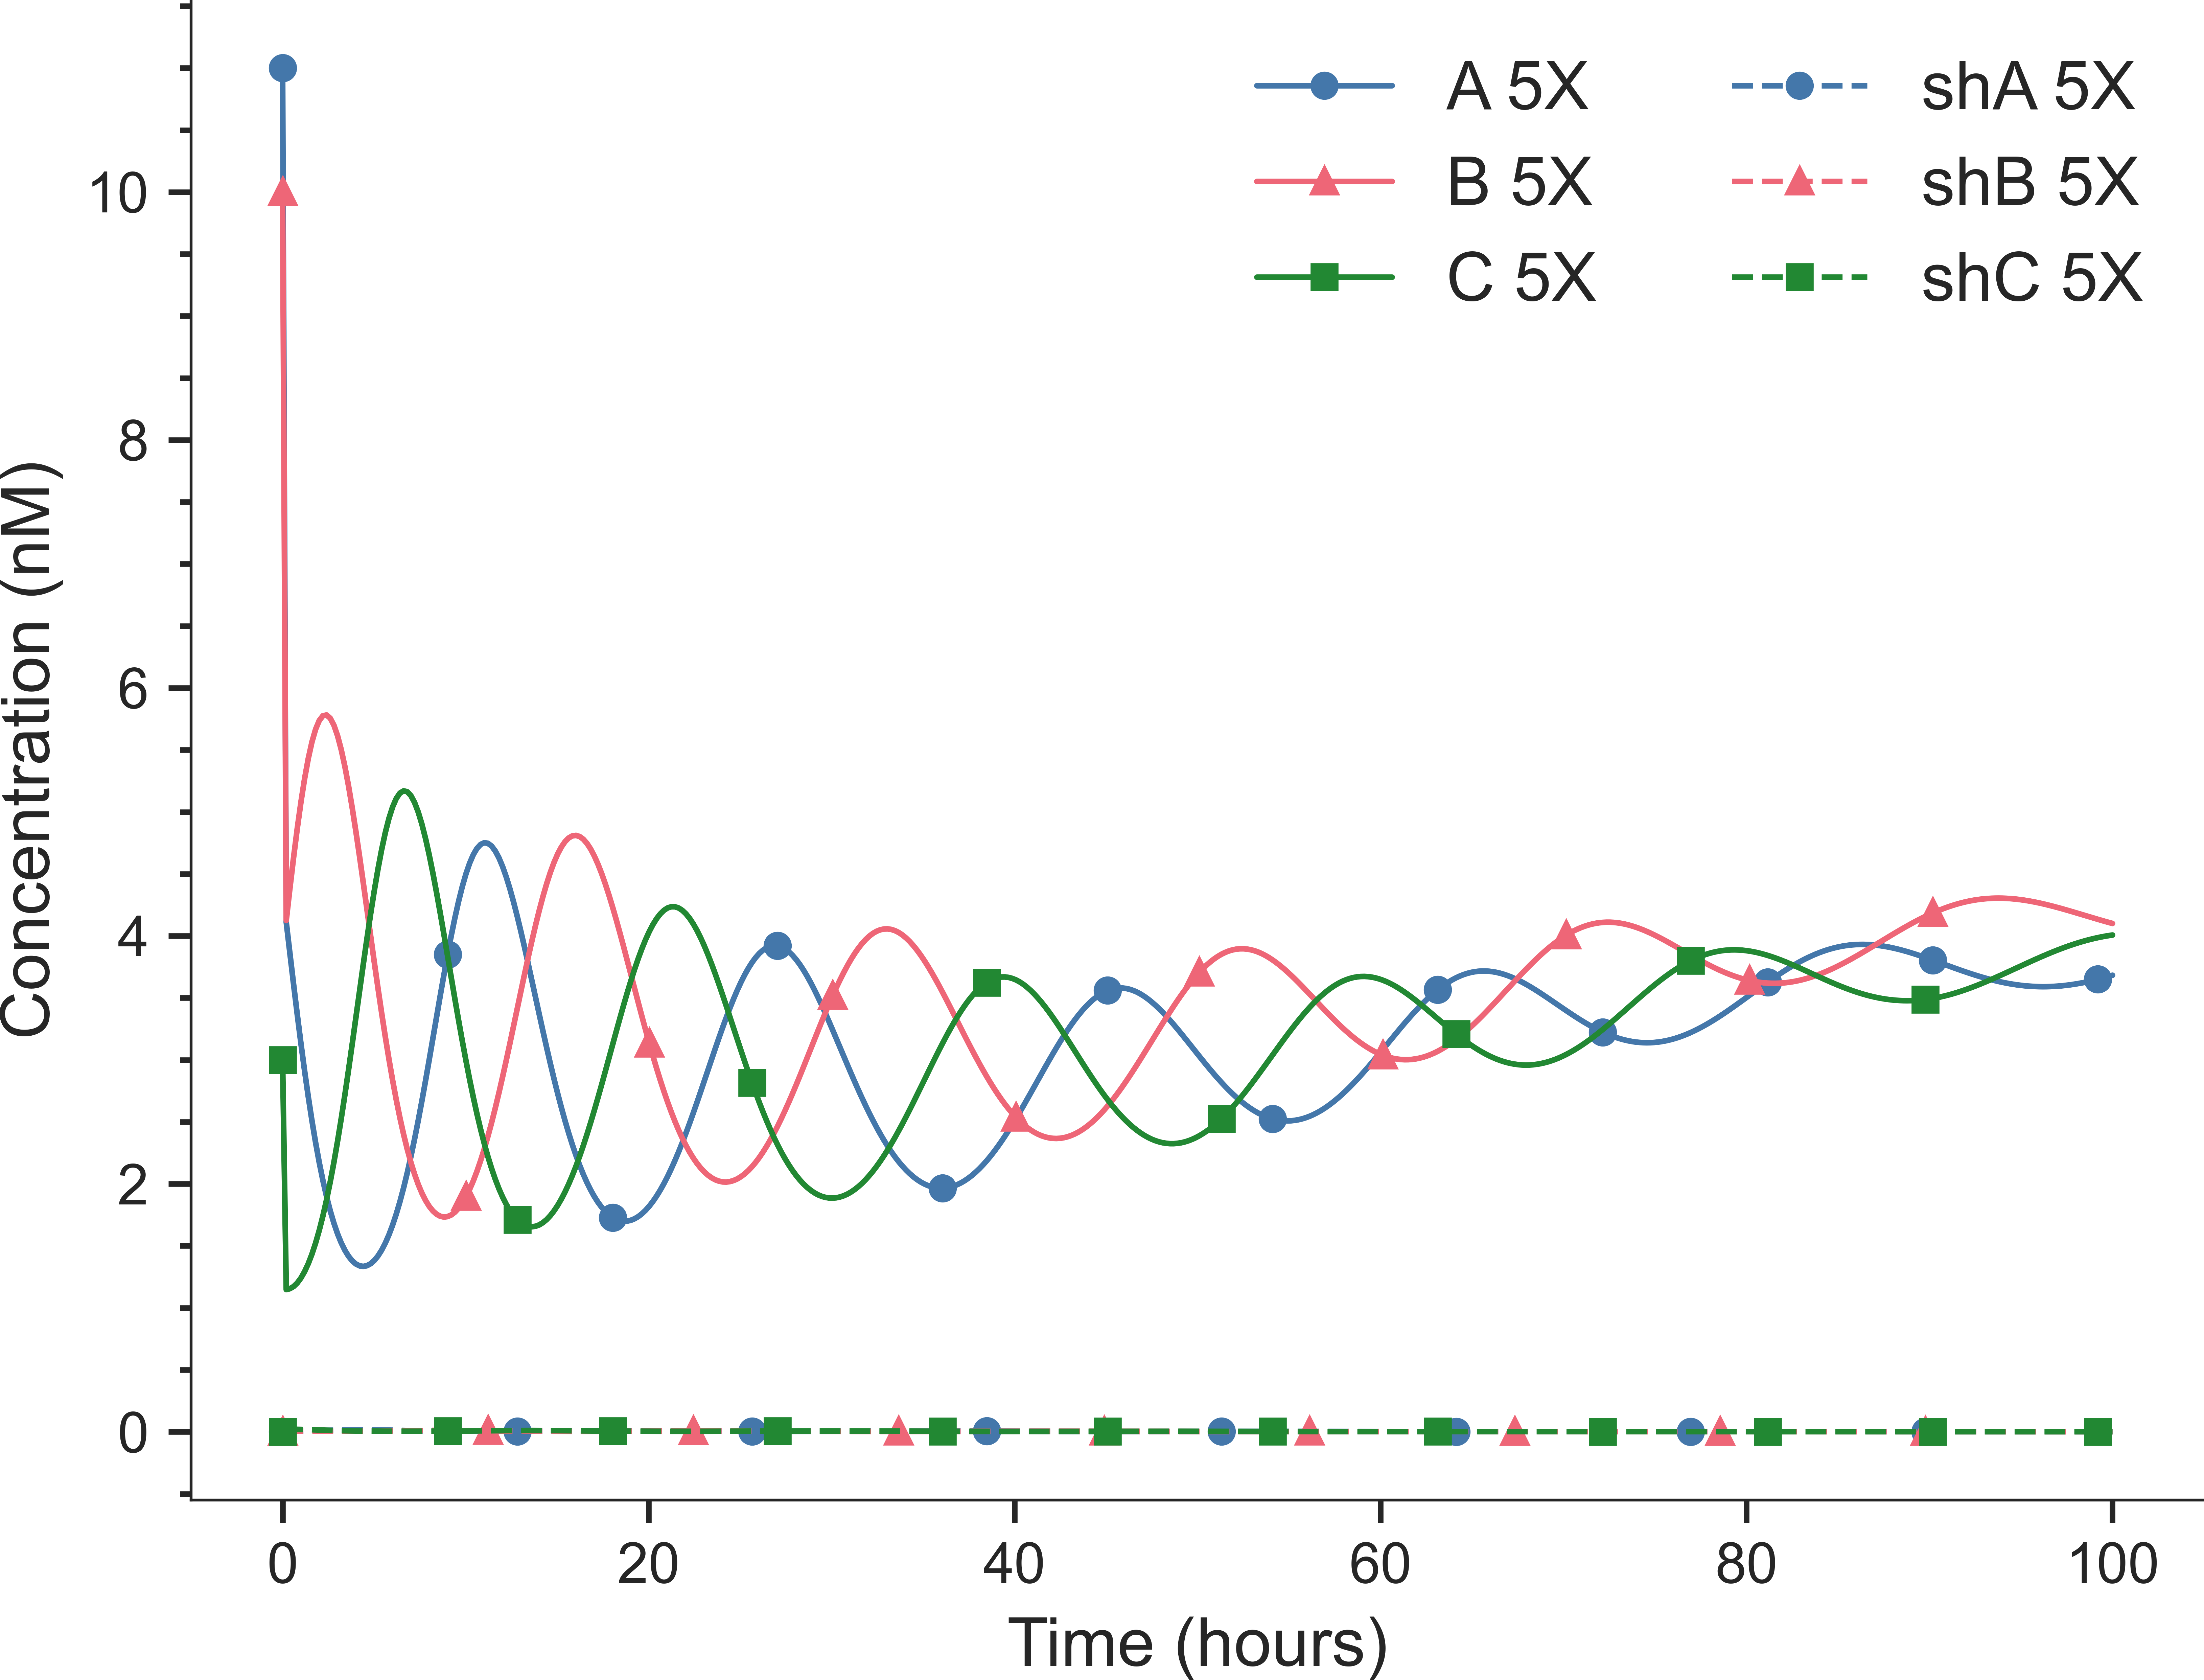 A 5X
B 5X
C 5X
shA 5X
shB 5X
shC 5X
Concentration (nM)
10
8
6
4
2
0
0 20 40 60 80 100
Time (hours)